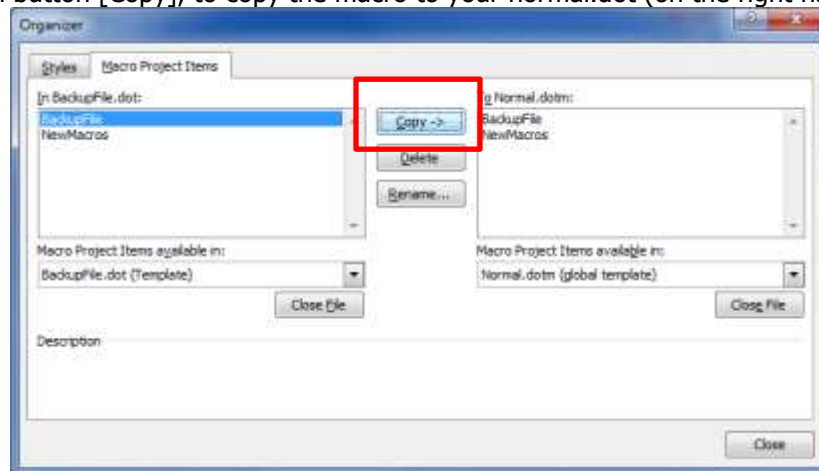 button [Copy], to copy the macro to your normal.dot (on the right
Organizer
Styles Macro Project Items
In BackupFile.dot:
To Normal.dotm:
BackupFile
NewMacros
Copy ->
Delete
Rename...
BackupFile
NewMacros
Macro Project Items available in:
Macro Project Items available in:
BackupFile.dot (Template)
Normal.dotm (global template)
Close File
Close File
Description
Close